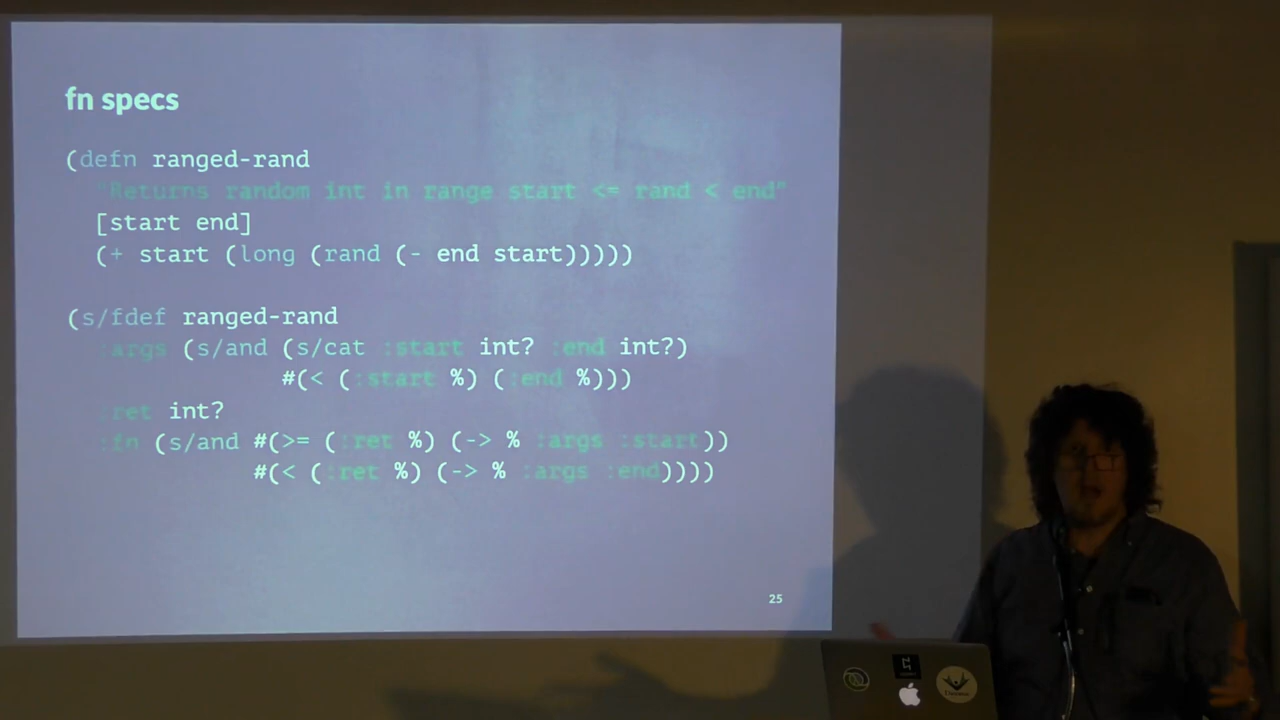 fn specs
(defn ranged-rand
"Returns random int in range start <= rand < end"
[start end]
(+ start (long (rand (- end start)))))
(s/fdef ranged-rand
:args (s/and (s/cat :start int? :end int?)
#(< (:start %) (:end %)))
:ret int?
:fn (s/and #(>= (:ret %) (-> % :args :start))
#(< (:ret %) (-> % :args :end))))
25